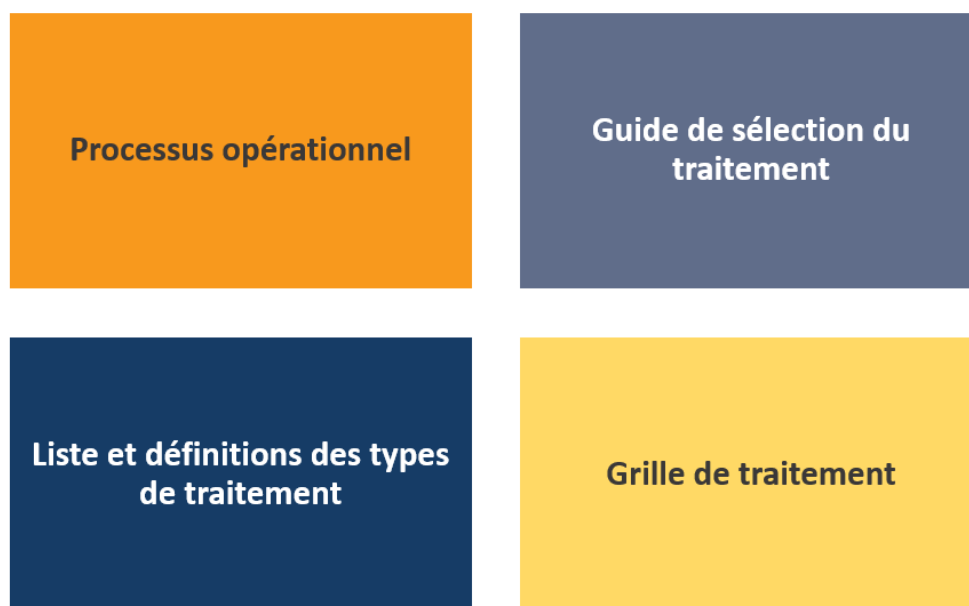 Processus opérationnel
Guide de sélection du
traitement
Liste et définitions des types
de traitement
Grille de traitement